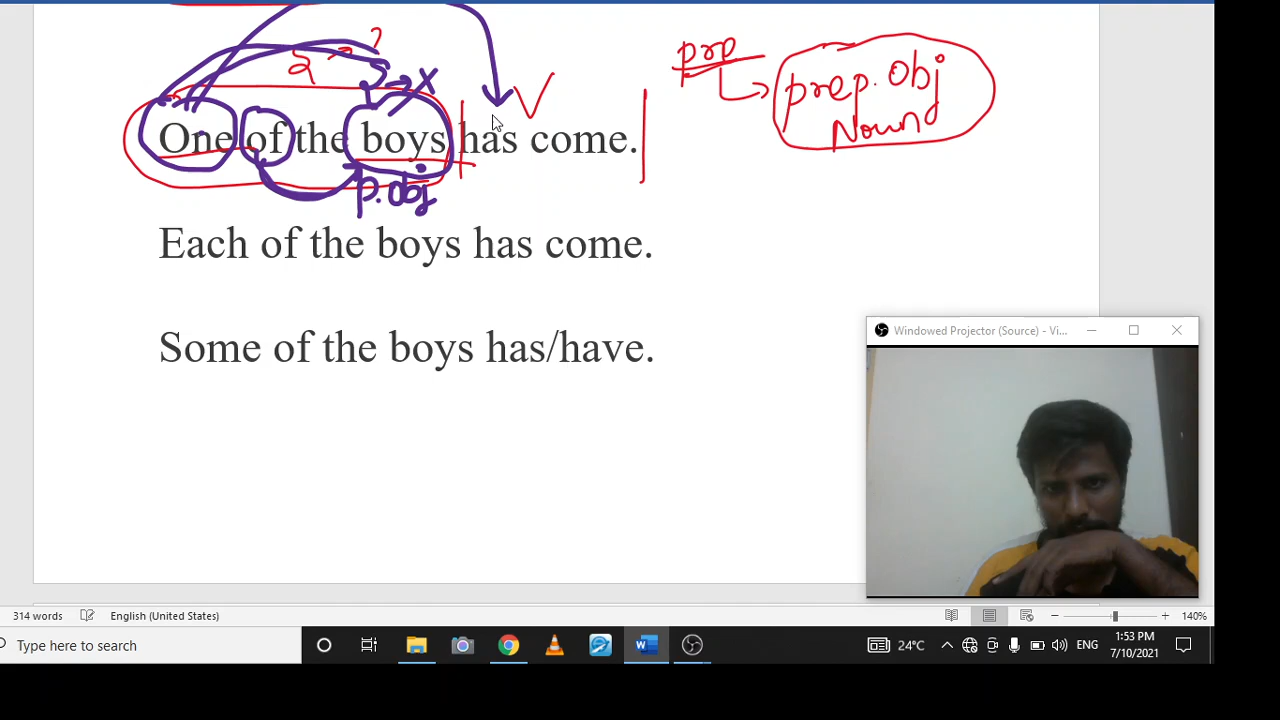 prp
prep. Obj
Noun
? 
→ x
V
One of the boys has come.
p. obj
Each of the boys has come.
Windowed Projector (Source) - Vi...
Some of the boys has/have.
314 words English (United States) 140%
Type here to search 24°C ENG 1:53 PM
7/10/2021